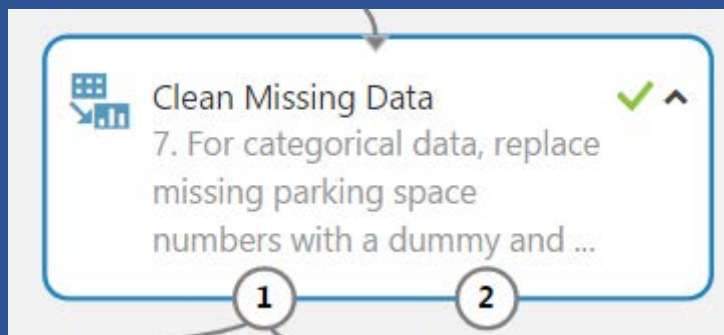 Clean Missing Data
7. For categorical data, replace
missing parking space
numbers with a dummy and ...
1 2